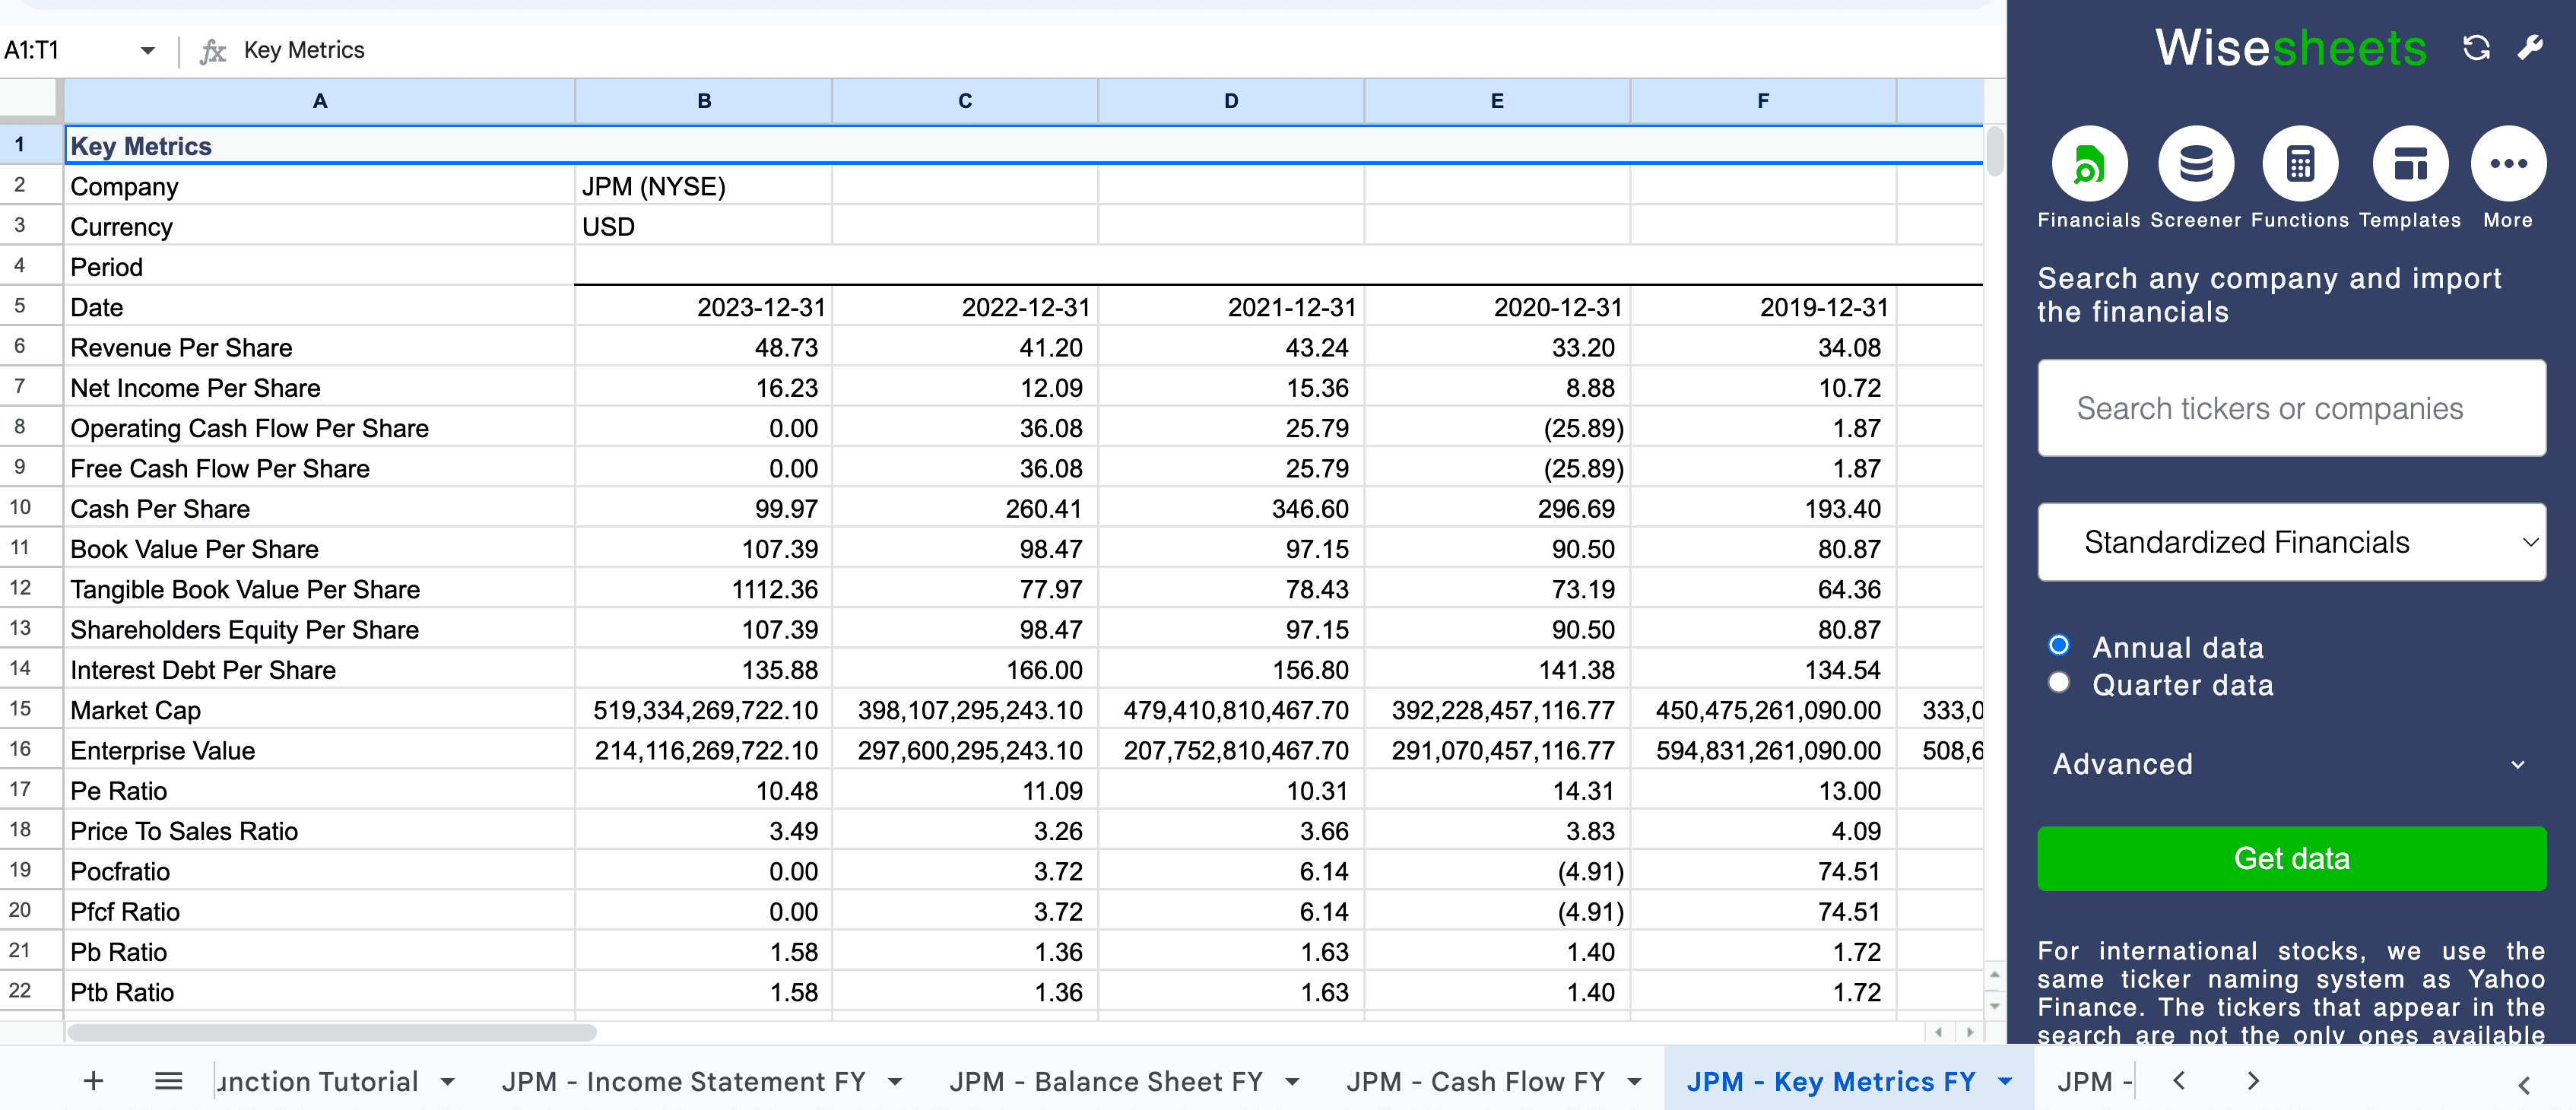 A1:T1 fx Key Metrics
A B C D E F
1 Key Metrics
2 Company JPM (NYSE)
3 Currency USD
4 Period
5 Date 2023-12-31 2022-12-31 2021-12-31 2020-12-31 2019-12-31
6 Revenue Per Share 48.73 41.20 43.24 33.20 34.08
7 Net Income Per Share 16.23 12.09 15.36 8.88 10.72
8 Operating Cash Flow Per Share 0.00 36.08 25.79 (25.89) 1.87
9 Free Cash Flow Per Share 0.00 36.08 25.79 (25.89) 1.87
10 Cash Per Share 99.97 260.41 346.60 296.69 193.40
11 Book Value Per Share 107.39 98.47 97.15 90.50 80.87
12 Tangible Book Value Per Share 1112.36 77.97 78.43 73.19 64.36
13 Shareholders Equity Per Share 107.39 98.47 97.15 90.50 80.87
14 Interest Debt Per Share 135.88 166.00 156.80 141.38 134.54
15 Market Cap 519,334,269,722.10 398,107,295,243.10 479,410,810,467.70 392,228,457,116.77 450,475,261,090.00 333,0
16 Enterprise Value 214,116,269,722.10 297,600,295,243.10 207,752,810,467.70 291,070,457,116.77 594,831,261,090.00 508,6
17 Pe Ratio 10.48 11.09 10.31 14.31 13.00
18 Price To Sales Ratio 3.49 3.26 3.66 3.83 4.09
19 Pocfratio 0.00 3.72 6.14 (4.91) 74.51
20 Pfcf Ratio 0.00 3.72 6.14 (4.91) 74.51
21 Pb Ratio 1.58 1.36 1.63 1.40 1.72
22 Ptb Ratio 1.58 1.36 1.63 1.40 1.72
unction Tutorial JPM - Income Statement FY JPM - Balance Sheet FY JPM - Cash Flow FY JPM - Key Metrics FY JPM -
Wisesheets
Financials Screener Functions Templates More
Search any company and import
the financials
Search tickers or companies
Standardized Financials
Annual data
Quarter data
Advanced
Get data
For international stocks, we use the
same ticker naming system as Yahoo
Finance. The tickers that appear in the
search are not the only ones available